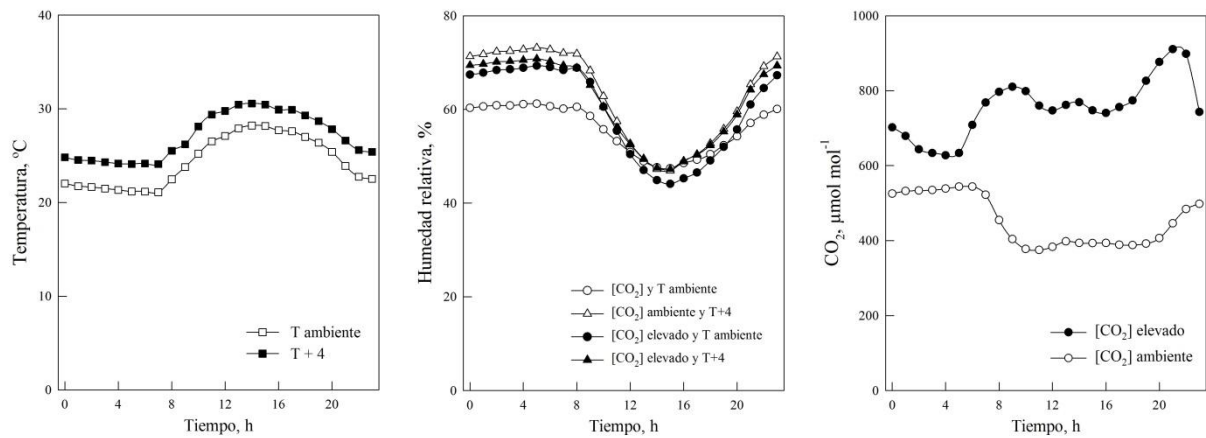 Temperatura, ºC
40
30
20
10
0
T ambiente
T + 4
0 4 8 12 16 20
Tiempo, h
Humedad relativa, %
80
60
40
20
0
[CO₂] y T ambiente
[CO₂] ambiente y T+4
[CO₂] elevado y T ambiente
[CO₂] elevado y T+4
0 4 8 12 16 20
Tiempo, h
CO₂, µmol mol⁻¹
1000
800
600
400
200
0
[CO₂] elevado
[CO₂] ambiente
0 4 8 12 16 20
Tiempo, h